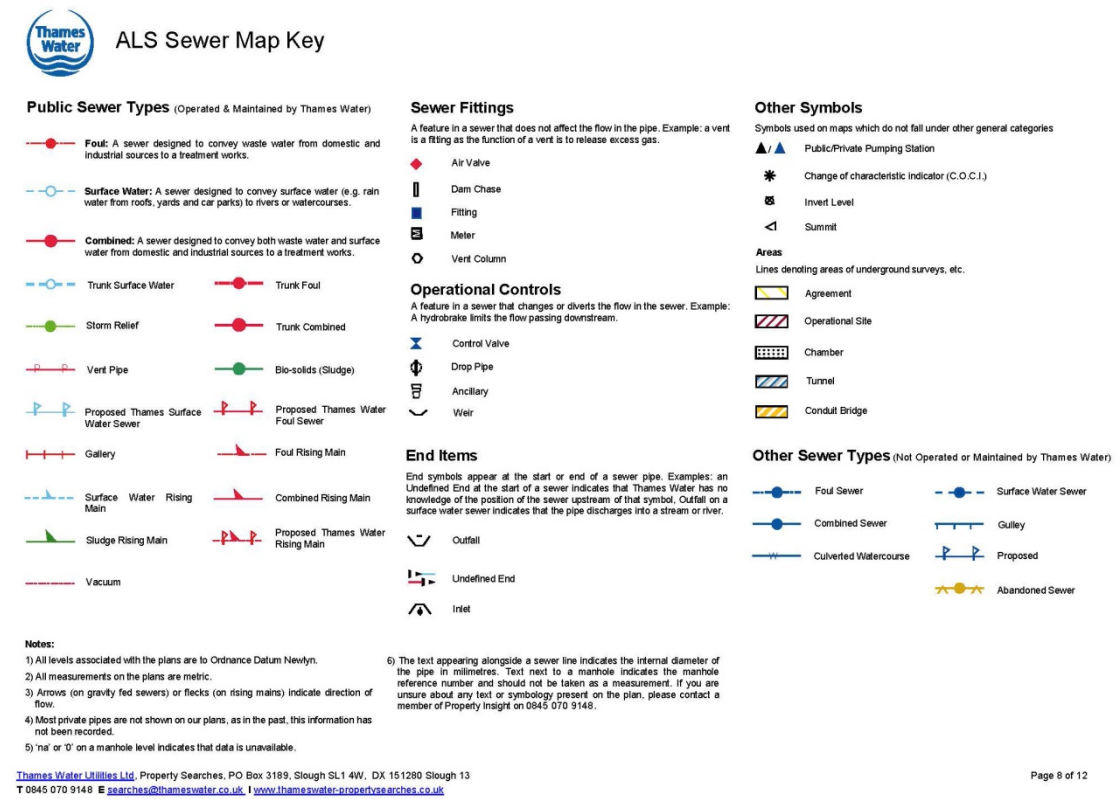 Thames
Water
ALS Sewer Map Key
Public Sewer Types (Operated & Maintained by Thames Water)
Foul: A sewer designed to convey waste water from domestic and
industrial sources to a treatment works.
Surface Water: A sewer designed to convey surface water (e.g. rain
water from roofs, yards and car parks) to rivers or watercourses.
Combined: A sewer designed to convey both waste water and surface
water from domestic and industrial sources to a treatment works.
Trunk Surface Water
Trunk Foul
Storm Relief
Trunk Combined
Vent Pipe
Bio-solids (Sludge)
Proposed Thames Surface
Water Sewer
Proposed Thames Water
Foul Sewer
Gallery
Foul Rising Main
Surface Water Rising
Main
Combined Rising Main
Sludge Rising Main
Proposed Thames Water
Rising Main
Vacuum
Sewer Fittings
A feature in a sewer that does not affect the flow in the pipe. Example: a vent
is a fitting as the function of a vent is to release excess gas.
Air Valve
Dam Chase
Fitting
Meter
Vent Column
Operational Controls
A feature in a sewer that changes or diverts the flow in the sewer. Example:
A hydrobrake limits the flow passing downstream.
Control Valve
Drop Pipe
Ancillary
Weir
End Items
End symbols appear at the start or end of a sewer pipe. Examples: an
Undefined End at the start of a sewer indicates that Thames Water has no
knowledge of the position of the sewer upstream of that symbol, Outfall on a
surface water sewer indicates that the pipe discharges into a stream or river.
Outfall
Undefined End
Inlet
Other Symbols
Symbols used on maps which do not fall under other general categories
/
Public/Private Pumping Station
Change of characteristic indicator (C.O.C.I.)
Invert Level
Summit
Areas
Lines denoting areas of underground surveys, etc.
Agreement
Operational Site
Chamber
Tunnel
Conduit Bridge
Other Sewer Types (Not Operated or Maintained by Thames Water)
Foul Sewer
Surface Water Sewer
Combined Sewer
Gulley
Culverted Watercourse
Proposed
Abandoned Sewer
Notes:
1) All levels associated with the plans are to Ordnance Datum Newlyn.
2) All measurements on the plans are metric.
3) Arrows (on gravity fed sewers) or flecks (on rising mains) indicate direction of
flow.
4) Most private pipes are not shown on our plans, as in the past, this information has
not been recorded.
5) 'na' or '0' on a manhole level indicates that data is unavailable.
6) The text appearing alongside a sewer line indicates the internal diameter of
the pipe in milimetres. Text next to a manhole indicates the manhole
reference number and should not be taken as a measurement. If you are
unsure about any text or symbology present on the plan, please contact a
member of Property Insight on 0845 070 9148.
Thames Water Utilities Ltd, Property Searches, PO Box 3189, Slough SL1 4W, DX 151280 Slough 13
T 0845 070 9148 E searches@thameswater.co.uk I www.thameswater-propertysearches.co.uk
Page 8 of 12